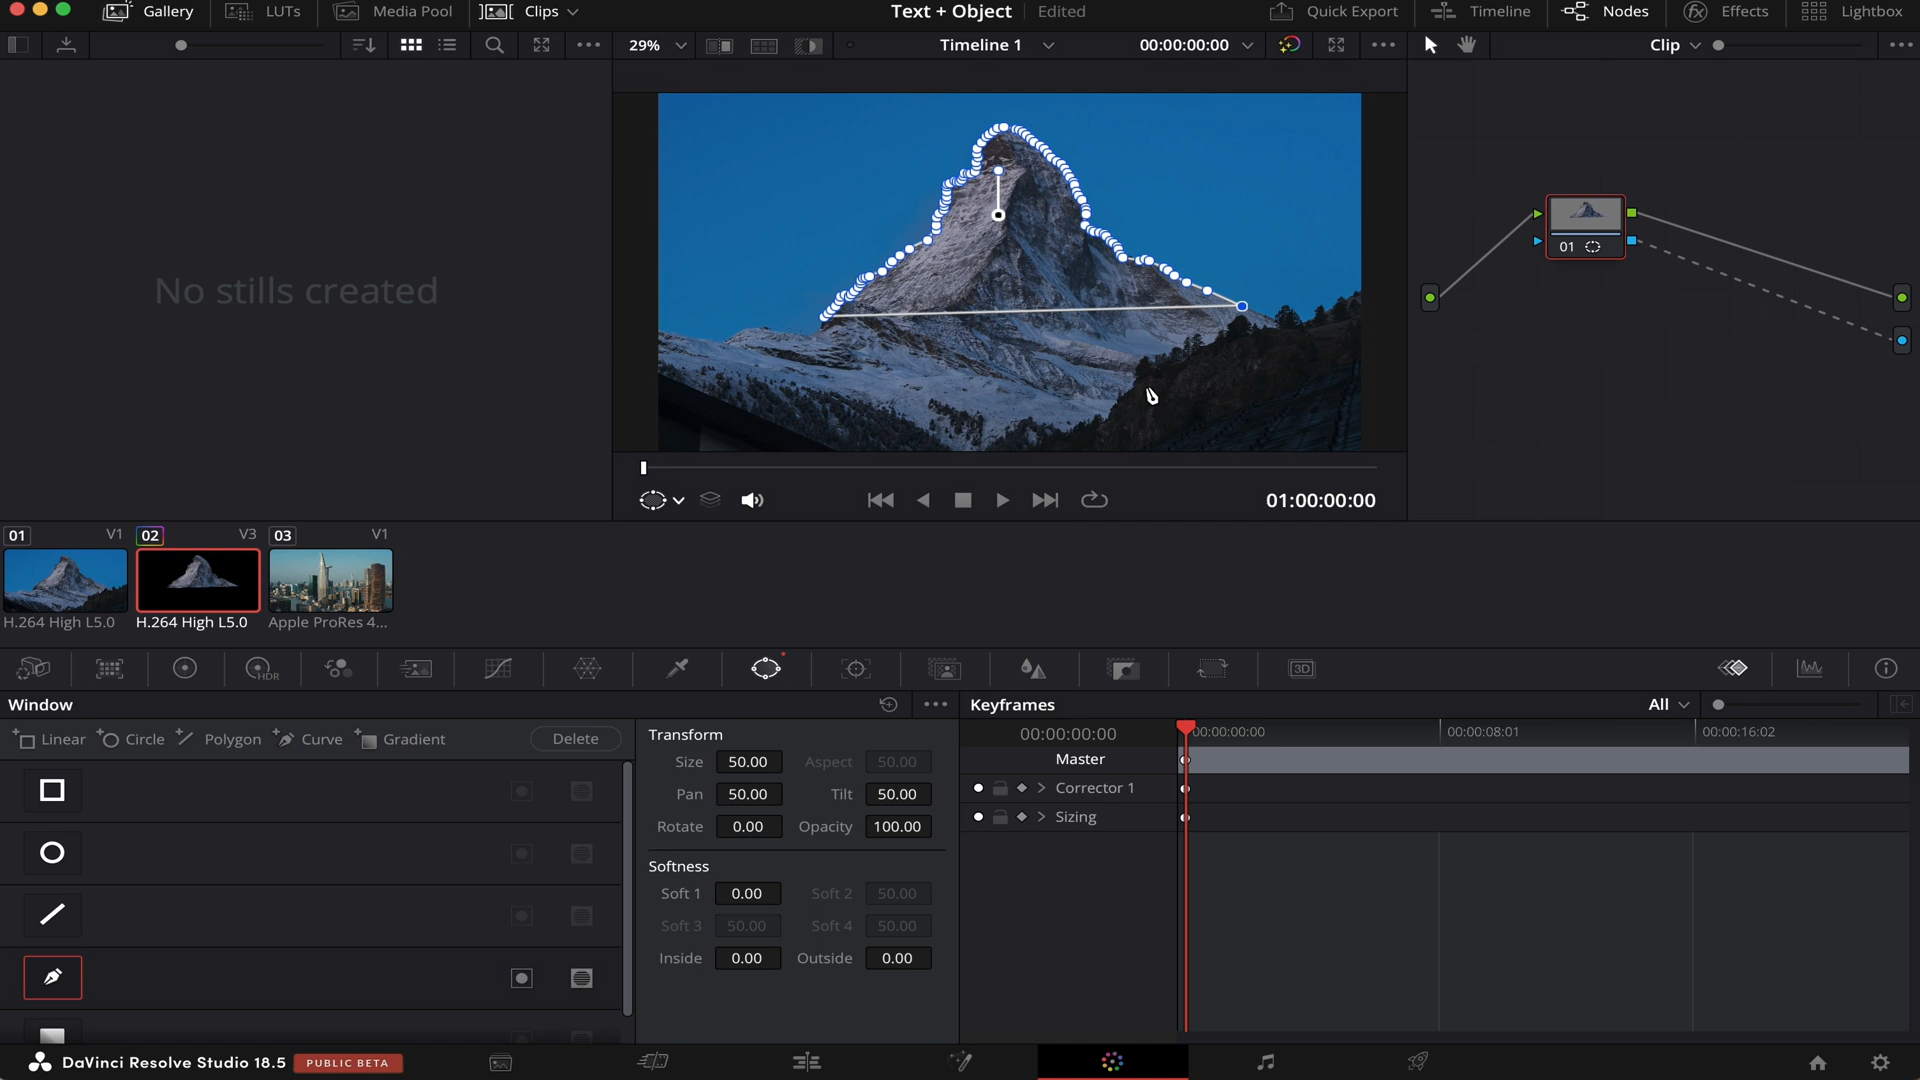 Gallery LUTs Media Pool Clips Text + Object Edited Quick Export Timeline Nodes Effects Lightbox
29% Timeline 1 00:00:00:00 Clip
No stills created
01
01:00:00:00
01 V1 02 V3 03 V1
H.264 High L5.0 H.264 High L5.0 Apple ProRes 4...
HDR 3D
Window Keyframes All
Linear Circle Polygon Curve Gradient Delete
Transform
Size 50.00 Aspect 50.00
Pan 50.00 Tilt 50.00
Rotate 0.00 Opacity 100.00
Softness
Soft 1 0.00 Soft 2 50.00
Soft 3 50.00 Soft 4 50.00
Inside 0.00 Outside 0.00
00:00:00:00 00:00:00:00 00:00:08:01 00:00:16:02
Master
Corrector 1
Sizing
DaVinci Resolve Studio 18.5 PUBLIC BETA